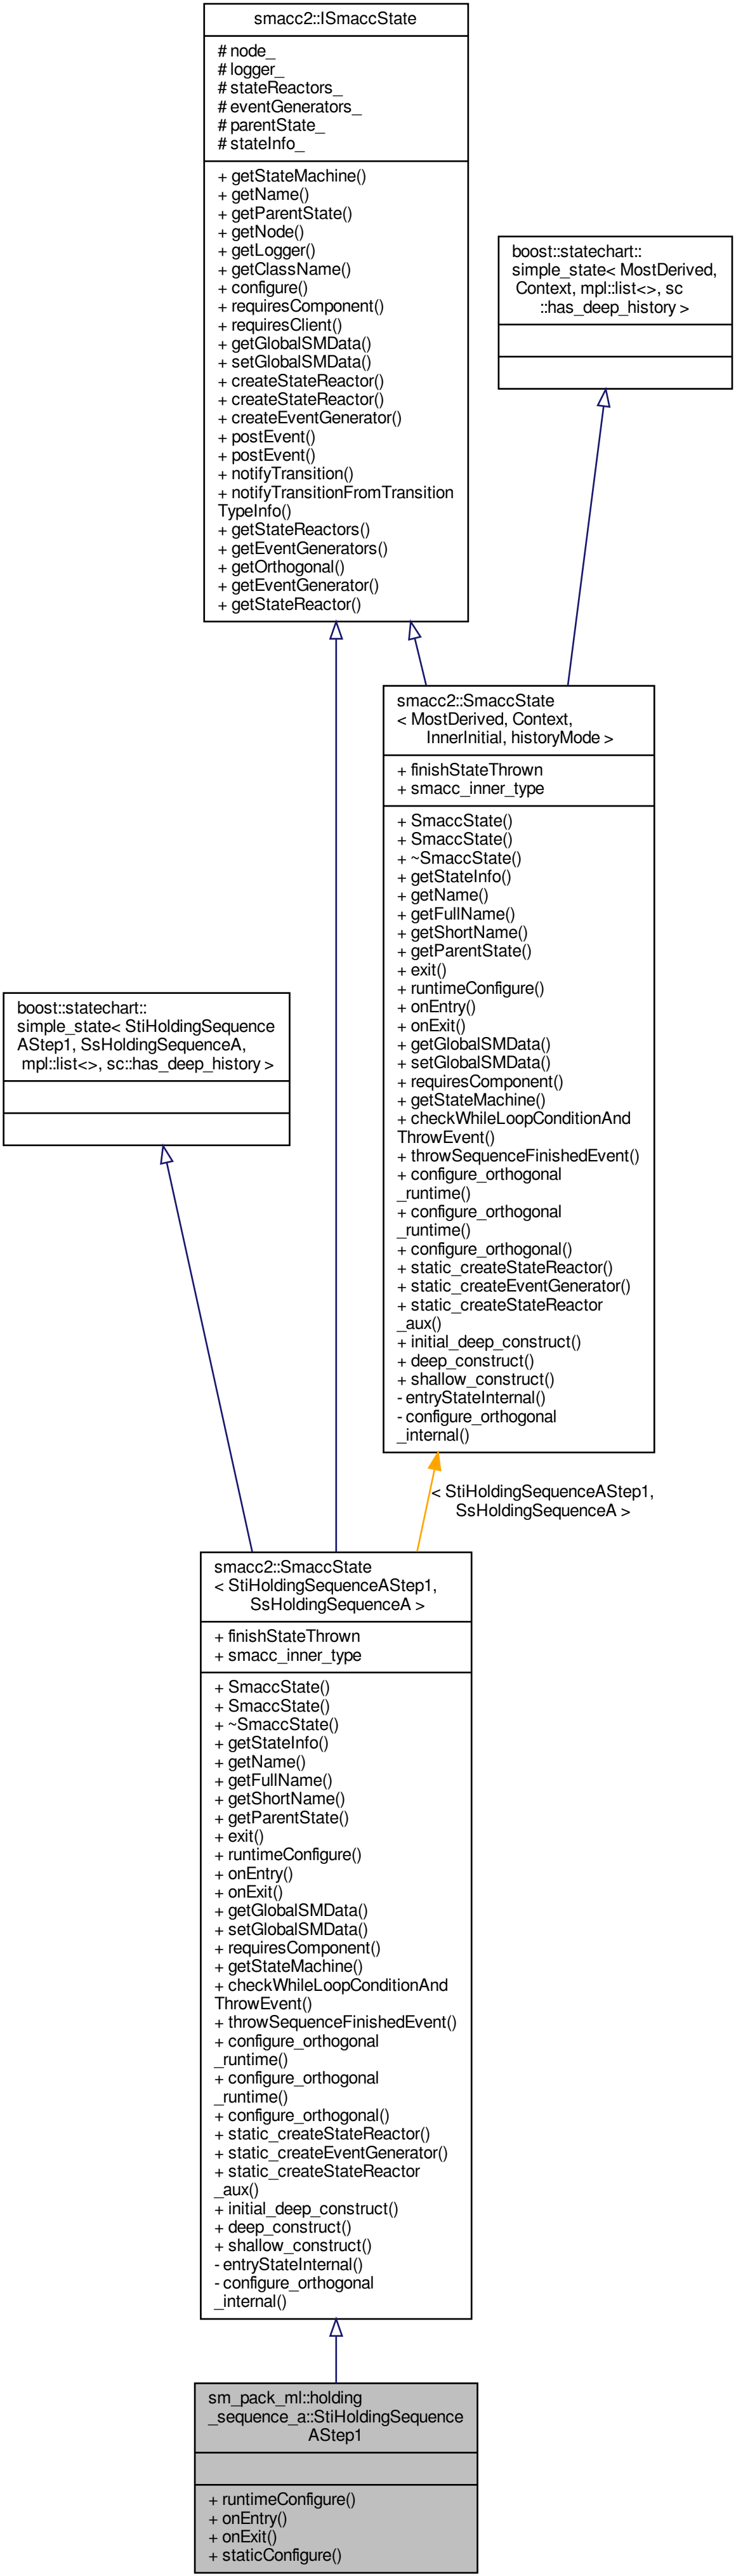 smacc2::ISmaccState
# node_
# logger_
# stateReactors_
# eventGenerators_
# parentState_
# stateInfo_
+ getStateMachine()
+ getName()
+ getParentState()
+ getNode()
+ getLogger()
+ getClassName()
+ configure()
+ requiresComponent()
+ requiresClient()
+ getGlobalSMData()
+ setGlobalSMData()
+ createStateReactor()
+ createStateReactor()
+ createEventGenerator()
+ postEvent()
+ postEvent()
+ notifyTransition()
+ notifyTransitionFromTransition
TypeInfo()
+ getStateReactors()
+ getEventGenerators()
+ getOrthogonal()
+ getEventGenerator()
+ getStateReactor()
boost::statechart::
simple_state< MostDerived,
Context, mpl::list<>, sc
::has_deep_history >
smacc2::SmaccState
< MostDerived, Context,
InnerInitial, historyMode >
+ finishStateThrown
+ smacc_inner_type
+ SmaccState()
+ SmaccState()
+ ~SmaccState()
+ getStateInfo()
+ getName()
+ getFullName()
+ getShortName()
+ getParentState()
+ exit()
+ runtimeConfigure()
+ onEntry()
+ onExit()
+ getGlobalSMData()
+ setGlobalSMData()
+ requiresComponent()
+ getStateMachine()
+ checkWhileLoopConditionAnd
ThrowEvent()
+ throwSequenceFinishedEvent()
+ configure_orthogonal
_runtime()
+ configure_orthogonal
_runtime()
+ configure_orthogonal()
+ static_createStateReactor()
+ static_createEventGenerator()
+ static_createStateReactor
_aux()
+ initial_deep_construct()
+ deep_construct()
+ shallow_construct()
- entryStateInternal()
- configure_orthogonal
_internal()
boost::statechart::
simple_state< StiHoldingSequence
AStep1, SsHoldingSequenceA,
mpl::list<>, sc::has_deep_history >
< StiHoldingSequenceAStep1,
SsHoldingSequenceA >
smacc2::SmaccState
< StiHoldingSequenceAStep1,
SsHoldingSequenceA >
+ finishStateThrown
+ smacc_inner_type
+ SmaccState()
+ SmaccState()
+ ~SmaccState()
+ getStateInfo()
+ getName()
+ getFullName()
+ getShortName()
+ getParentState()
+ exit()
+ runtimeConfigure()
+ onEntry()
+ onExit()
+ getGlobalSMData()
+ setGlobalSMData()
+ requiresComponent()
+ getStateMachine()
+ checkWhileLoopConditionAnd
ThrowEvent()
+ throwSequenceFinishedEvent()
+ configure_orthogonal
_runtime()
+ configure_orthogonal
_runtime()
+ configure_orthogonal()
+ static_createStateReactor()
+ static_createEventGenerator()
+ static_createStateReactor
_aux()
+ initial_deep_construct()
+ deep_construct()
+ shallow_construct()
- entryStateInternal()
- configure_orthogonal
_internal()
sm_pack_ml::holding
_sequence_a::StiHoldingSequence
AStep1
+ runtimeConfigure()
+ onEntry()
+ onExit()
+ staticConfigure()